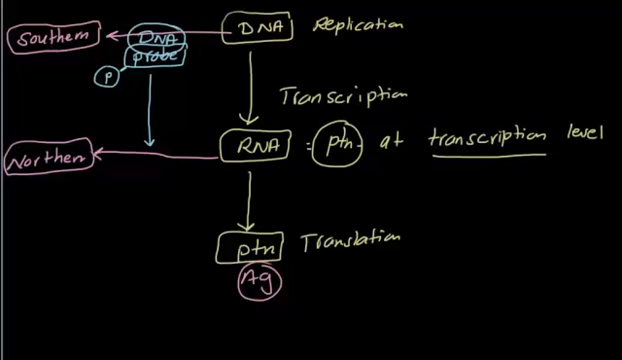 Southern
DNA
probe
P
DNA
Replication
Transcription
Northern
RNA
= ptn at transcription level
ptn
Translation
Ag